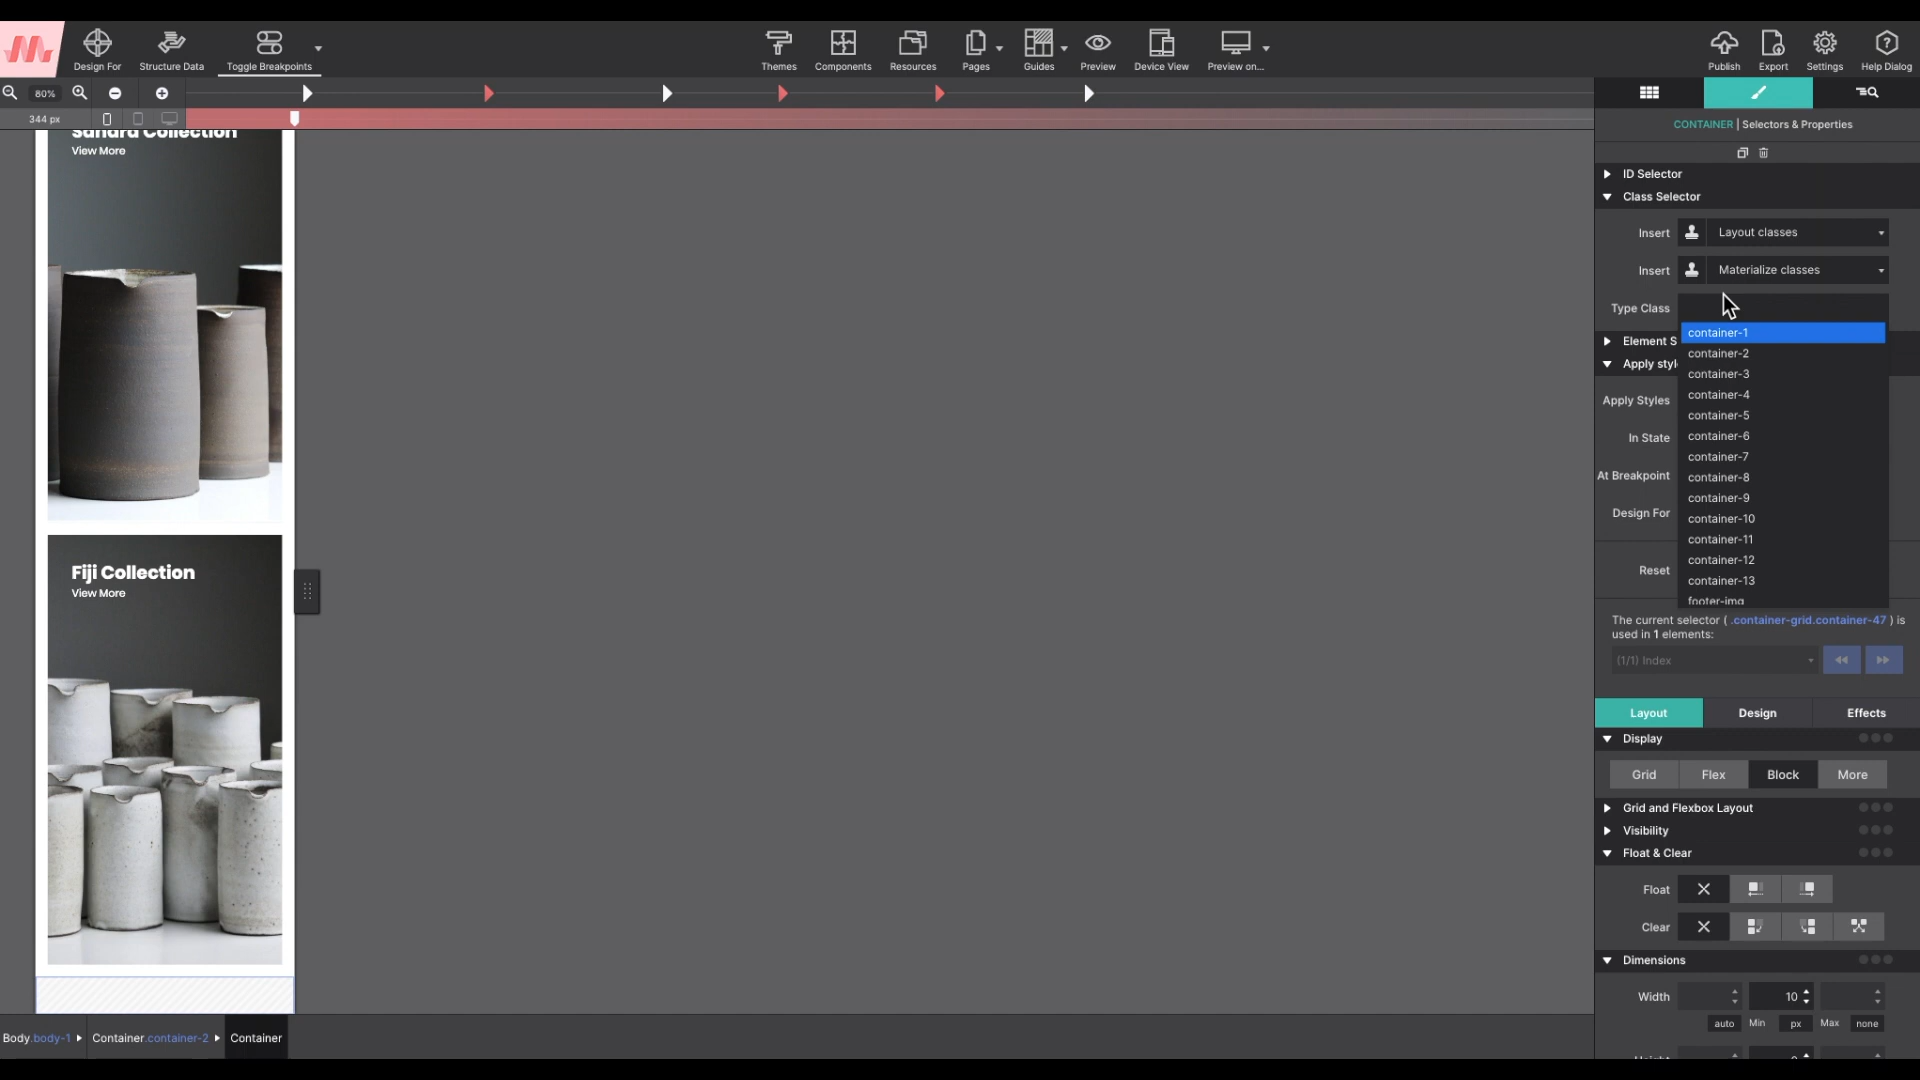 Design For
Structure Data
Toggle Breakpoints
Themes
Components
Resources
Pages
Guides
Preview
Device View
Preview on...
Publish
Export
Settings
Help Dialog
80%
344 px
CONTAINER | Selectors & Properties
ID Selector
Class Selector
Insert
Layout classes
Insert
Materialize classes
Type Class
container-1
container-2
container-3
container-4
container-5
container-6
container-7
container-8
container-9
container-10
container-11
container-12
container-13
footer-img
Element S
Apply styl
Apply Styles
In State
At Breakpoint
Design For
Reset
The current selector ( .container-grid.container-47 ) is
used in 1 elements:
(1/1) Index
Layout
Design
Effects
Display
Grid
Flex
Block
More
Grid and Flexbox Layout
Visibility
Float & Clear
Float
Clear
Dimensions
Width
10
auto
Min
px
Max
none
Height
0
Sandra Collection
View More
Fiji Collection
View More
Body.body-1
Container.container-2
Container